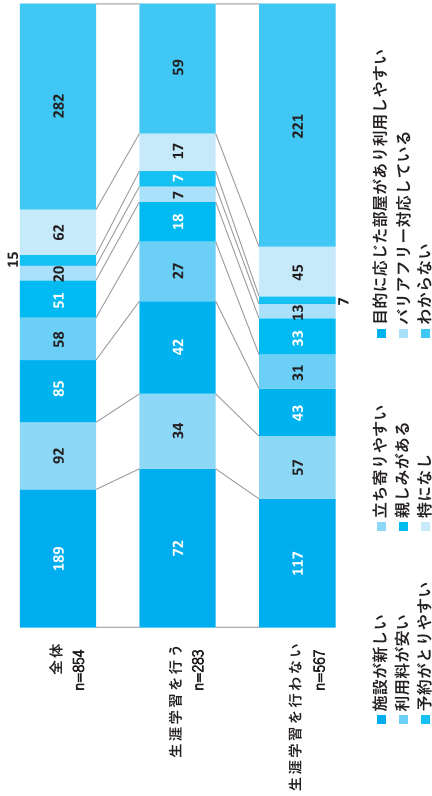 全体
n=854
189 92 85 58 51 20 15 62 282
生涯学習を行う
n=283
72 34 42 27 18 7 7 17 59
生涯学習を行わない
n=567
117 57 43 31 33 13 7 45 221
施設が新しい 立ち寄りやすい 目的に応じた部屋があり利用しやすい
利用料が安い 親しみがある バリアフリー対応している
予約がとりやすい 特になし わからない